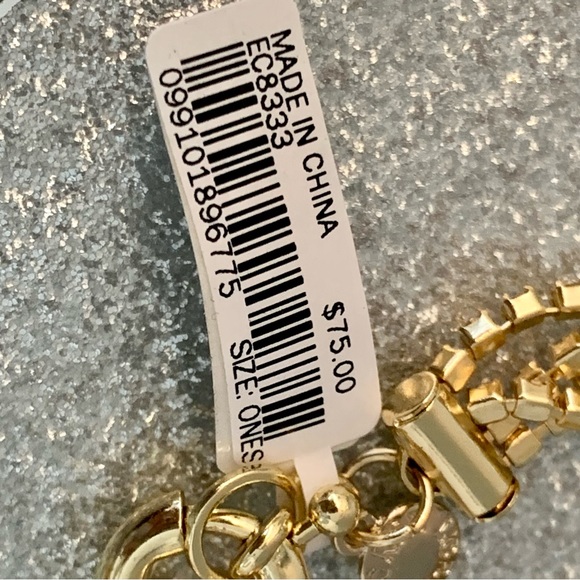 MADE IN CHINA
EC8333
$75.00
099101896775
SIZE: ONES